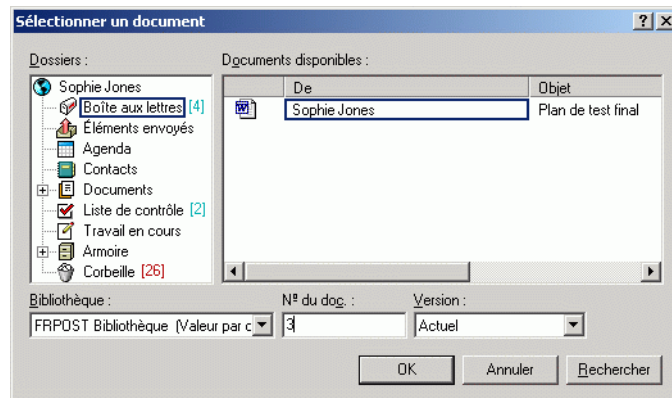 Sélectionner un document
Dossiers :
Documents disponibles :
Sophie Jones
Boîte aux lettres [4]
Éléments envoyés
Agenda
Contacts
Documents
Liste de contrôle [2]
Travail en cours
Armoire
Corbeille [26]
De Objet
Sophie Jones Plan de test final
Bibliothèque : Nº du doc. : Version :
FRPOST Bibliothèque (Valeur par c 3 Actuel
OK Annuler Rechercher